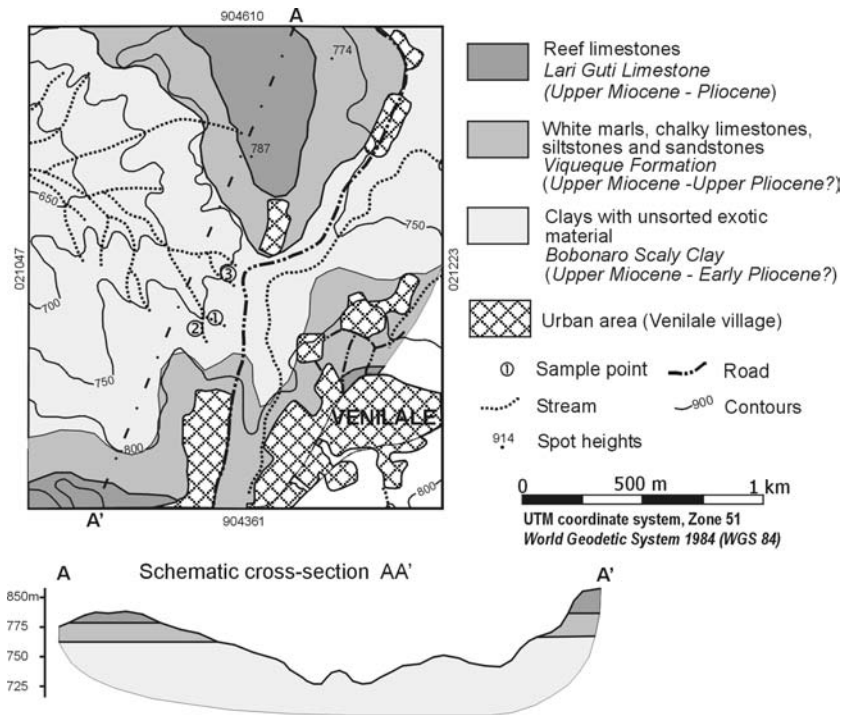 904610
A
774
787
650
750
021047
021223
③
①
②
700
750
VENILALE
800
800
A'
904361
Reef limestones
Lari Guti Limestone
(Upper Miocene - Pliocene)
White marls, chalky limestones,
siltstones and sandstones
Viqueque Formation
(Upper Miocene -Upper Pliocene?)
Clays with unsorted exotic
material
Bobonaro Scaly Clay
(Upper Miocene - Early Pliocene?)
Urban area (Venilale village)
① Sample point
Road
Stream
900 Contours
914 Spot heights
0 500 m 1 km
UTM coordinate system, Zone 51
World Geodetic System 1984 (WGS 84)
A Schematic cross-section AA' A'
850m
775
750
725